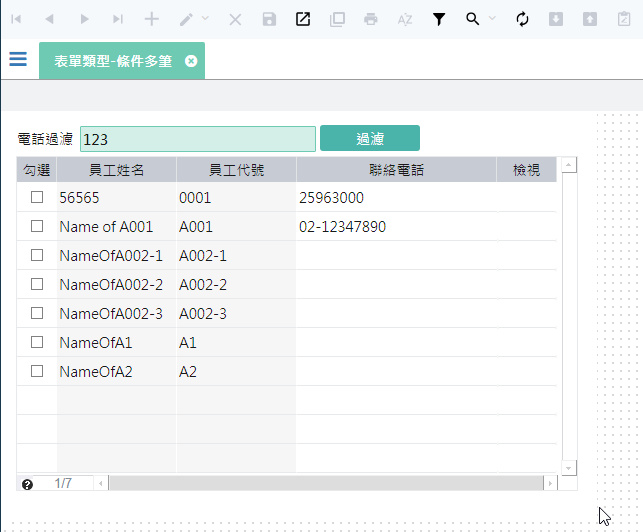 表單類型-條件多筆
電話過濾 123 過濾
勾選 員工姓名 員工代號 聯絡電話 檢視
56565 0001 25963000
Name of A001 A001 02-12347890
NameOfA002-1 A002-1
NameOfA002-2 A002-2
NameOfA002-3 A002-3
NameOfA1 A1
NameOfA2 A2
1/7